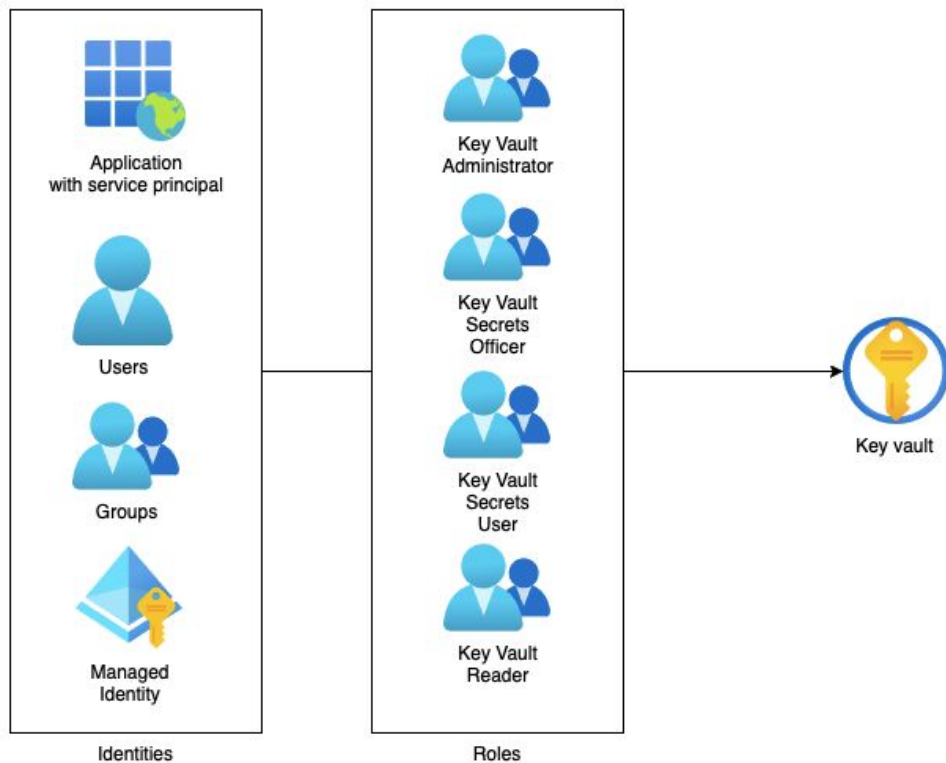 Application
with service principal
Users
Groups
Managed
Identity
Identities
Key Vault
Administrator
Key Vault
Secrets
Officer
Key Vault
Secrets
User
Key Vault
Reader
Roles
Key vault